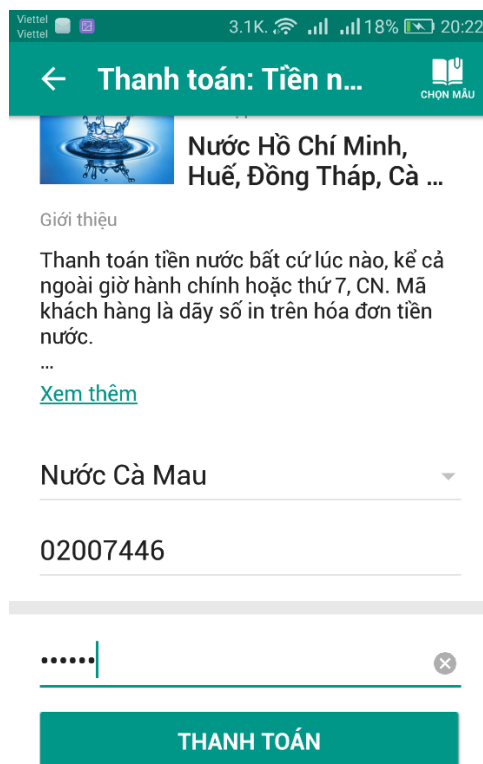 Viettel
Viettel
3.1K. 18% 20:22
Thanh toán: Tiền n...
CHỌN MẪU
Nước Hồ Chí Minh,
Huế, Đồng Tháp, Cà ...
Giới thiệu
Thanh toán tiền nước bất cứ lúc nào, kể cả
ngoài giờ hành chính hoặc thứ 7, CN. Mã
khách hàng là dãy số in trên hóa đơn tiền
nước.
...
Xem thêm
Nước Cà Mau
02007446
••••••
THANH TOÁN